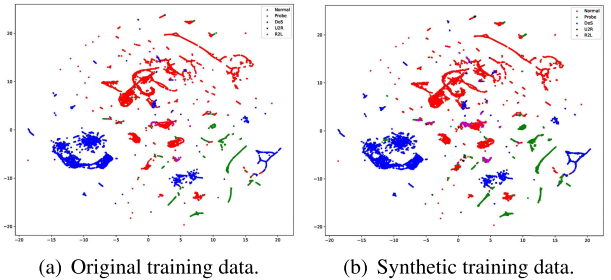 Normal
Probe
DoS
U2R
R2L
20
10
0
−10
−20
−20 −15 −10 −5 0 5 10 15 20
(a) Original training data.
Normal
Probe
DoS
U2R
R2L
20
10
0
−10
−20
−20 −15 −10 −5 0 5 10 15 20
(b) Synthetic training data.